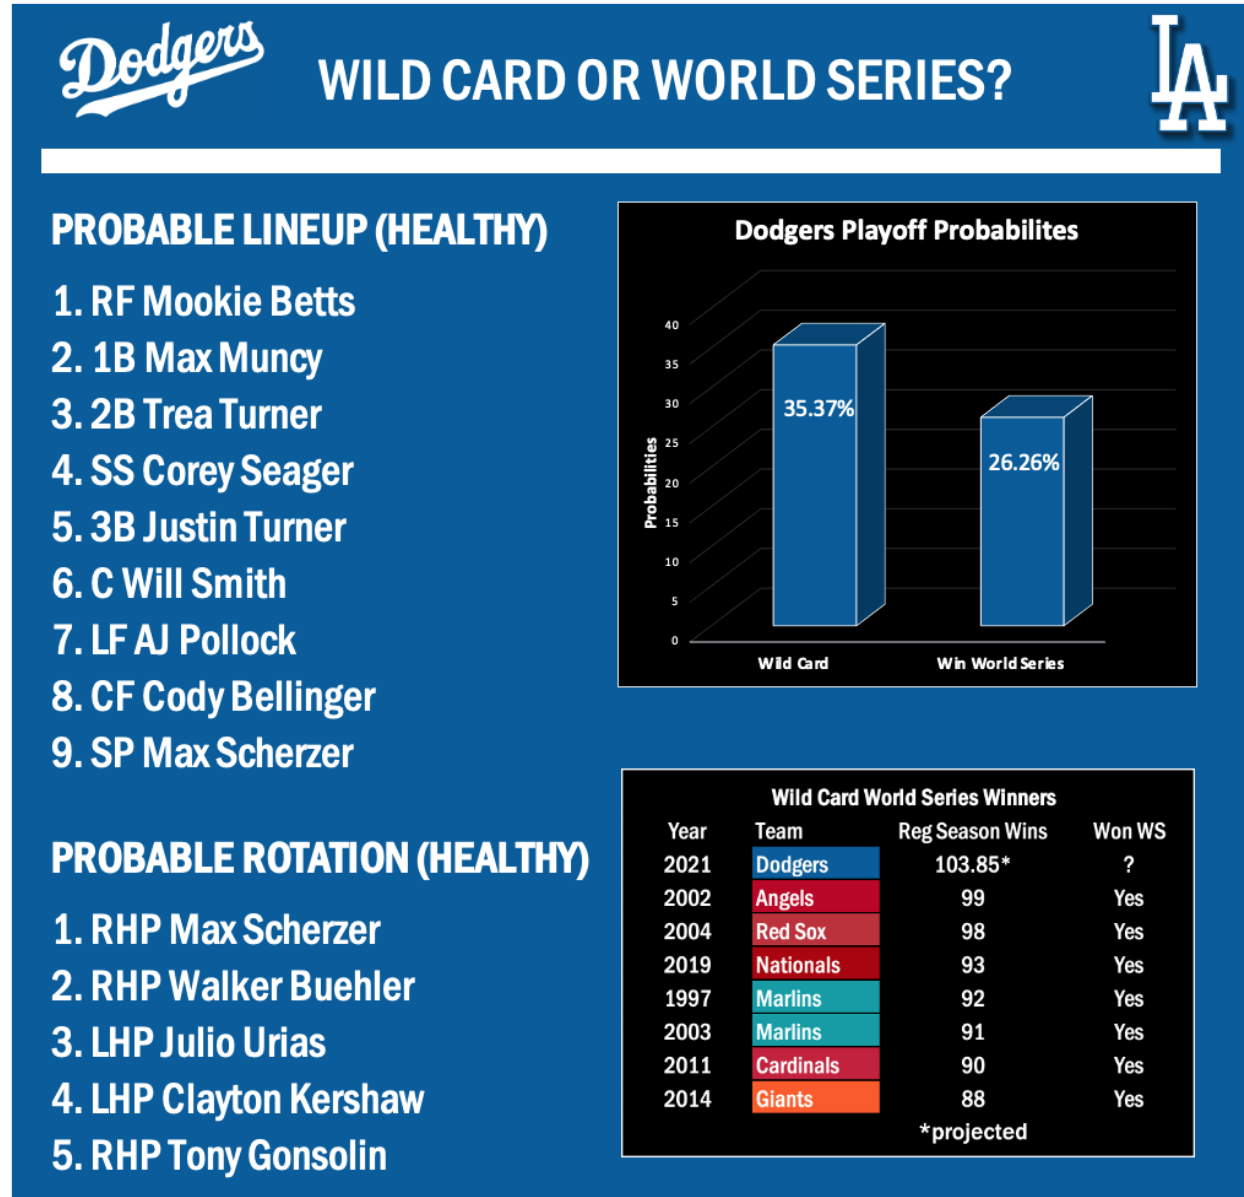 Dodgers
WILD CARD OR WORLD SERIES?
LA
PROBABLE LINEUP (HEALTHY)
1. RF Mookie Betts
2. 1B Max Muncy
3. 2B Trea Turner
4. SS Corey Seager
5. 3B Justin Turner
6. C Will Smith
7. LF AJ Pollock
8. CF Cody Bellinger
9. SP Max Scherzer
PROBABLE ROTATION (HEALTHY)
1. RHP Max Scherzer
2. RHP Walker Buehler
3. LHP Julio Urias
4. LHP Clayton Kershaw
5. RHP Tony Gonsolin
Dodgers Playoff Probabilites
Probabilities
40
35
30
25
20
15
10
5
0
35.37%
26.26%
Wild Card
Win World Series
Wild Card World Series Winners
Year Team Reg Season Wins Won WS
2021 Dodgers 103.85* ?
2002 Angels 99 Yes
2004 Red Sox 98 Yes
2019 Nationals 93 Yes
1997 Marlins 92 Yes
2003 Marlins 91 Yes
2011 Cardinals 90 Yes
2014 Giants 88 Yes
*projected